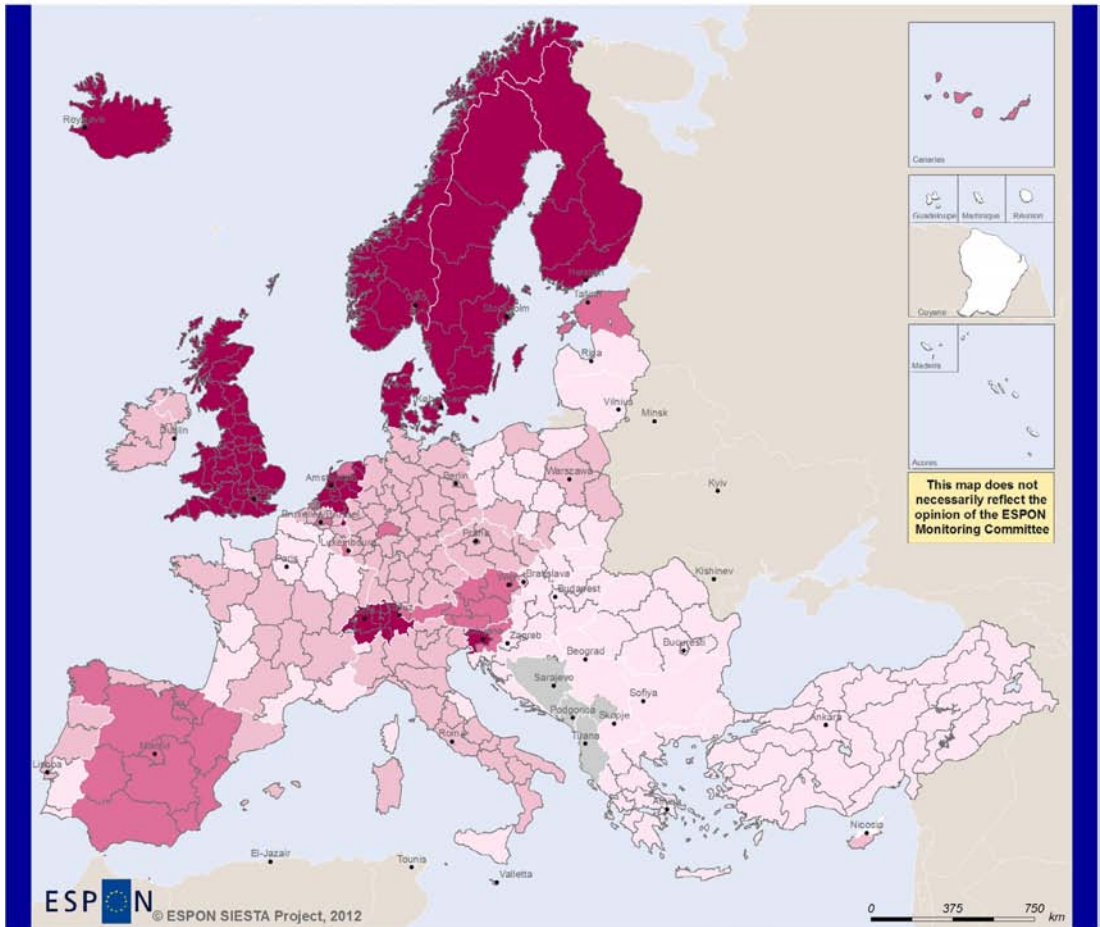 Reykjavik
Canarias
Guadeloupe
Martinique
Réunion
Guyane
Madeira
Acores
This map does not
necessarily reflect the
opinion of the ESPON
Monitoring Committee
Helsinki
Tallinn
Oslo
Stockholm
Riga
Vilnius
Minsk
Dublin
London
Berlin
Warszawa
Kyiv
Luxembourg
Praha
Paris
Kishinev
Bratislava
Budapest
Zagreb
Beograd
Bucuresti
Sarajevo
Sofiya
Podgorica
Skopje
Tirana
Ankara
Roma
Madrid
Lisboa
Nicosia
El-Jazair
Tounis
Valletta
ESPON
© ESPON SIESTA Project, 2012
0 375 750
km